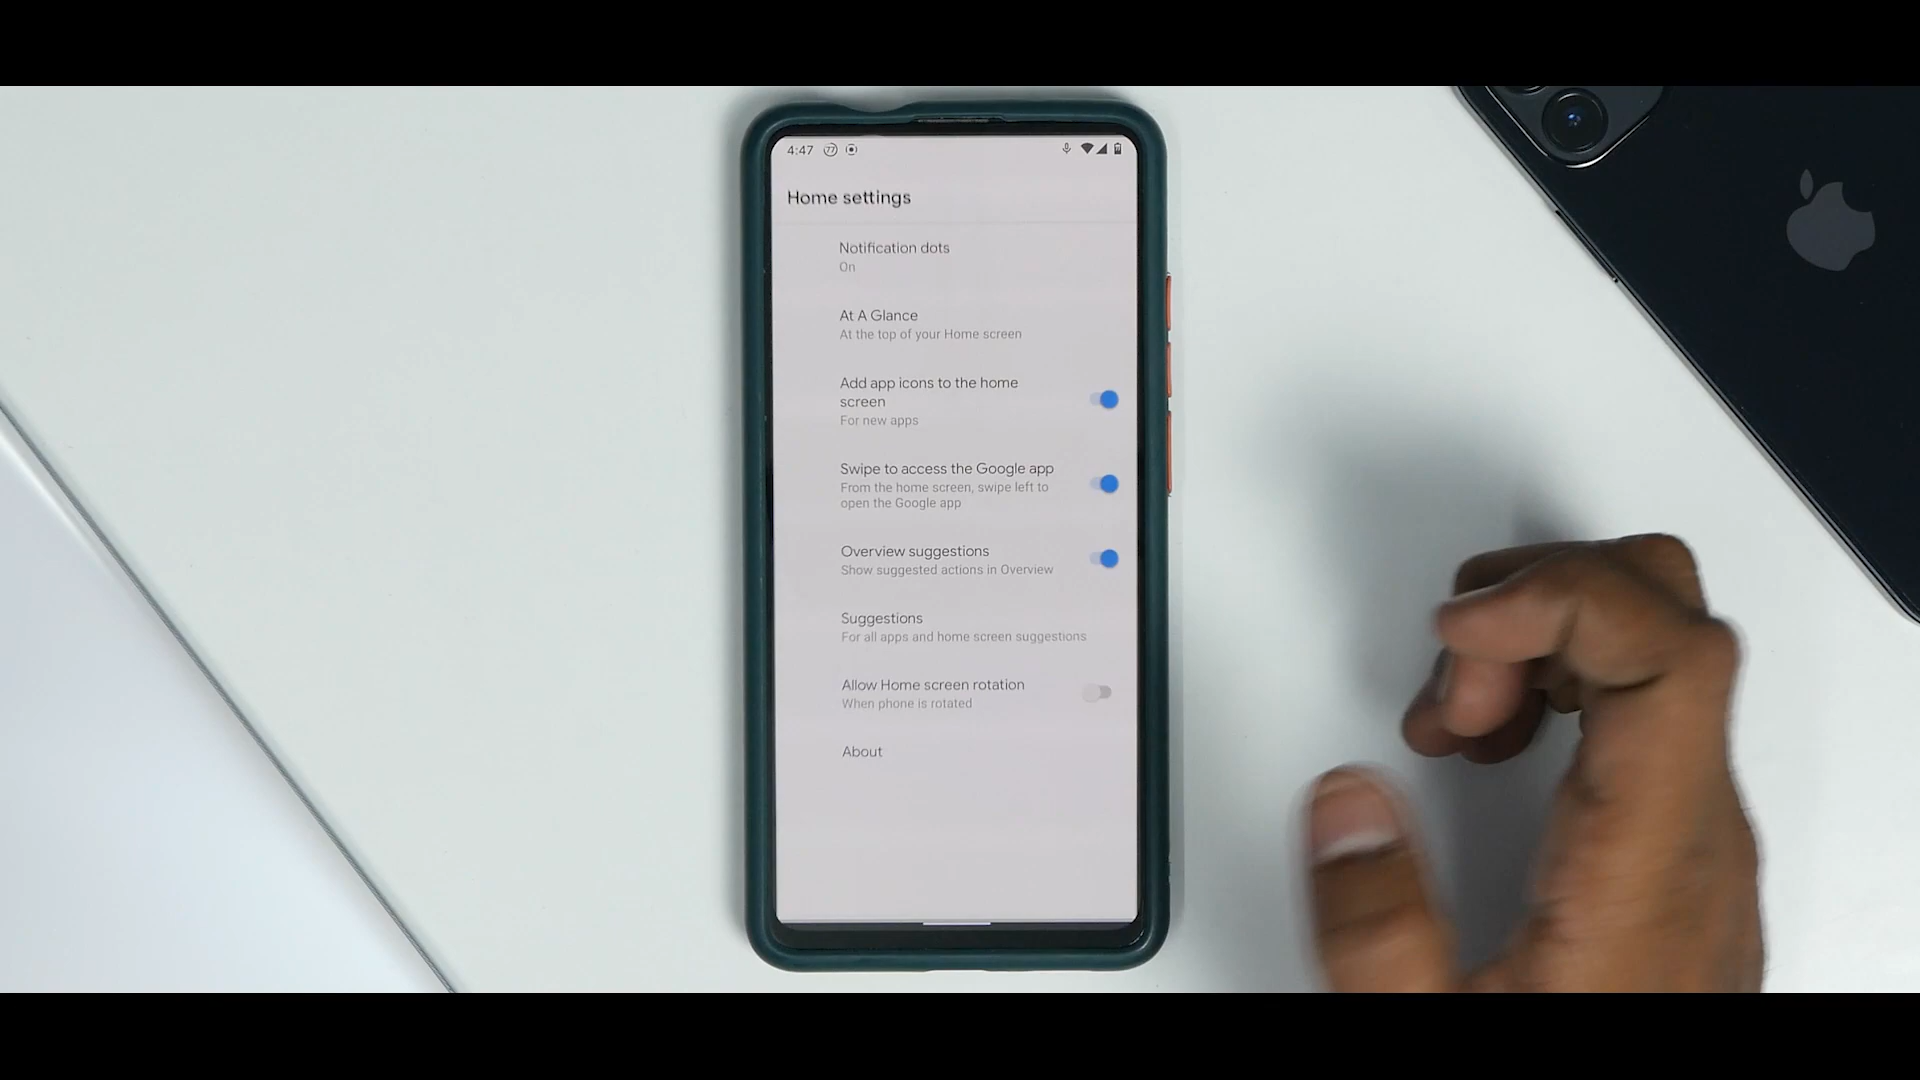 4:47 77
Home settings
Notification dots
On
At A Glance
At the top of your Home screen
Add app icons to the home
screen
For new apps
Swipe to access the Google app
From the home screen, swipe left to
open the Google app
Overview suggestions
Show suggested actions in Overview
Suggestions
For all apps and home screen suggestions
Allow Home screen rotation
When phone is rotated
About